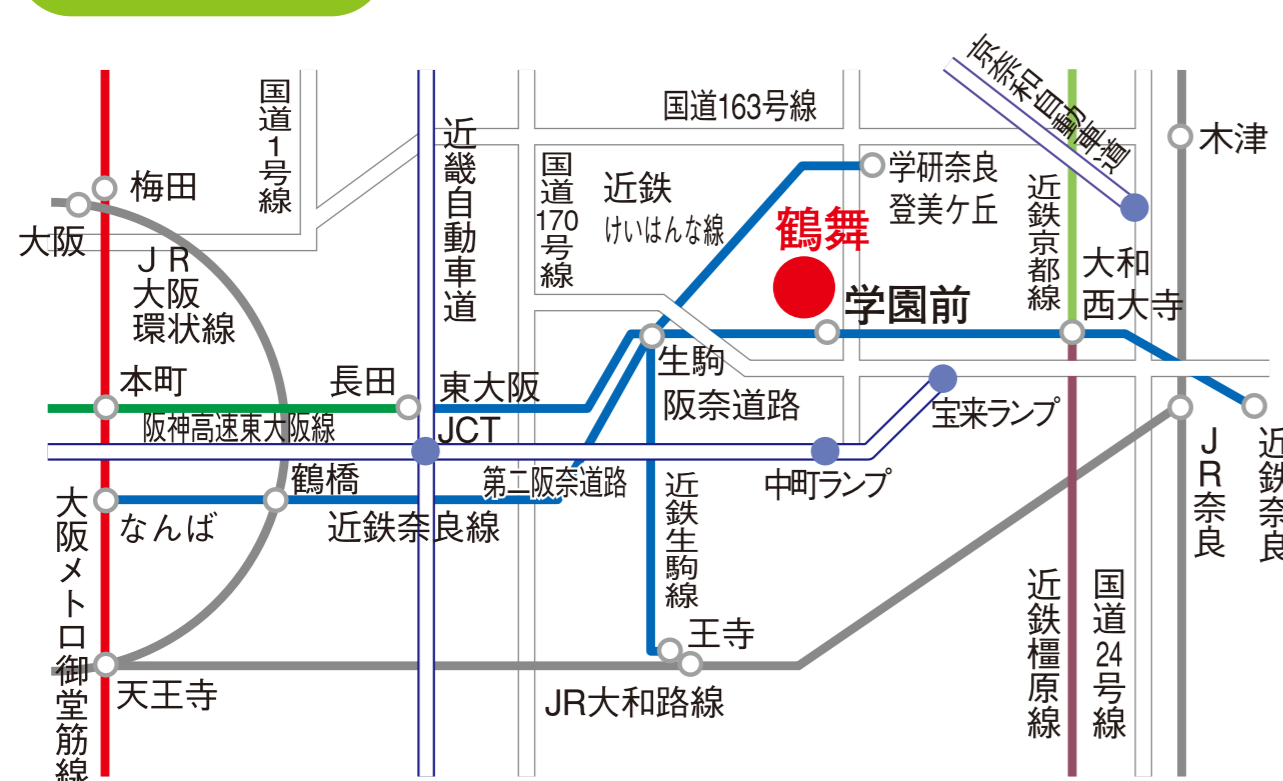 国道1号線
近畿自動車道
国道170号線
国道163号線
京奈和自動車道
木津
梅田
大阪
JR
大阪
環状線
近鉄
けいはんな線
学研奈良
登美ケ丘
鶴舞
学園前
近鉄京都線
大和
西大寺
本町
長田
東大阪
JCT
生駒
阪奈道路
阪神高速東大阪線
宝来ランプ
中町ランプ
第二阪奈道路
鶴橋
なんば
近鉄奈良線
近鉄生駒線
JR奈良
近鉄奈良
大阪メトロ御堂筋線
天王寺
王寺
JR大和路線
近鉄橿原線
国道24号線